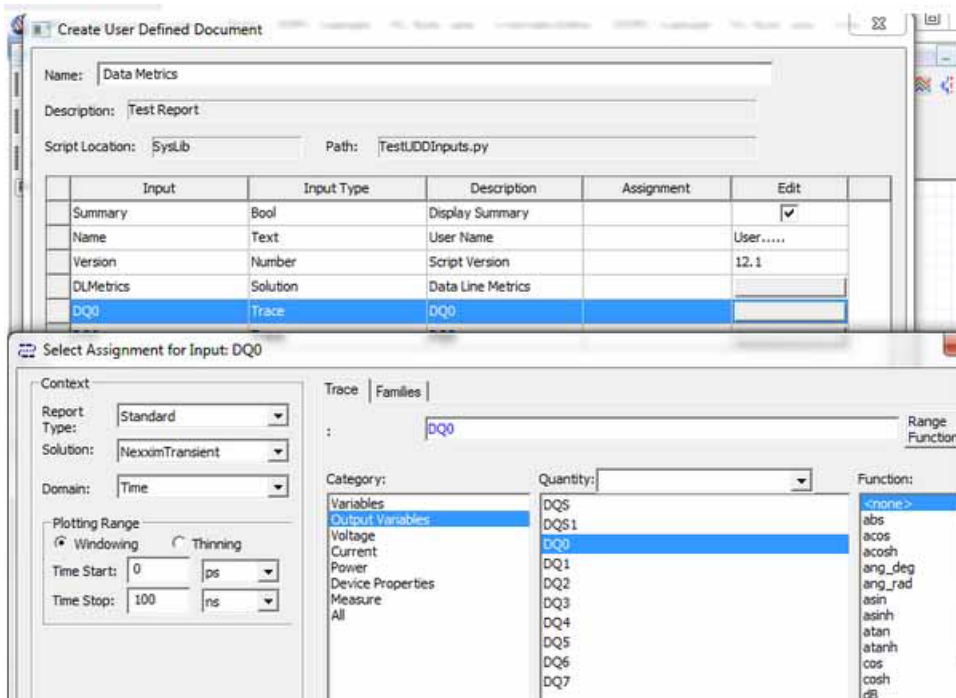 Create User Defined Document
Name: Data Metrics
Description: Test Report
Script Location: SysLib Path: TestUDDInputs.py
Input Input Type Description Assignment Edit
Summary Bool Display Summary
Name Text User Name User.....
Version Number Script Version 12.1
DLMetrics Solution Data Line Metrics
DQ0 Trace DQ0
Select Assignment for Input: DQ0
Context
Report Type: Standard
Solution: NexximTransient
Domain: Time
Plotting Range
Windowing Thinning
Time Start: 0 ps
Time Stop: 100 ns
Trace Families
: DQ0 Range Function
Category:
Variables
Output Variables
Voltage
Current
Power
Device Properties
Measure
All
Quantity:
DQS
DQS1
DQ0
DQ1
DQ2
DQ3
DQ4
DQ5
DQ6
DQ7
Function:
<none>
abs
acos
acosh
ang_deg
ang_rad
asin
asinh
atan
atanh
cos
cosh
dB